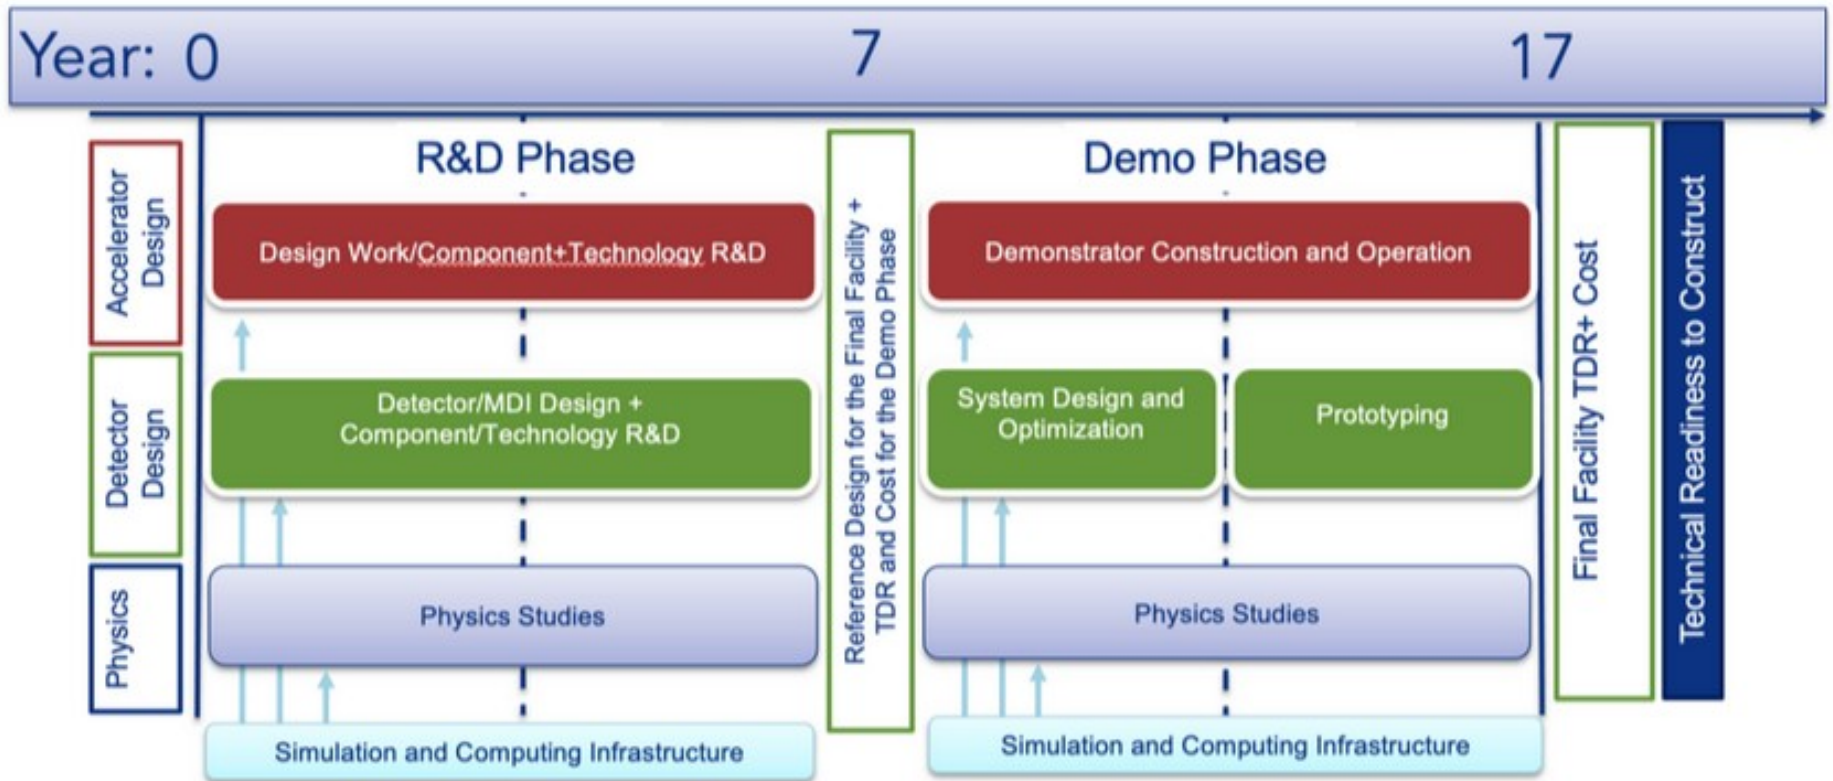 Year: 0 7 17
R&D Phase
Demo Phase
Accelerator
Design
Design Work/Component+Technology R&D
Demonstrator Construction and Operation
Detector
Design
Detector/MDI Design +
Component/Technology R&D
System Design and
Optimization
Prototyping
Physics
Physics Studies
Physics Studies
Simulation and Computing Infrastructure
Simulation and Computing Infrastructure
Reference Design for the Final Facility +
TDR and Cost for the Demo Phase
Final Facility TDR+ Cost
Technical Readiness to Construct